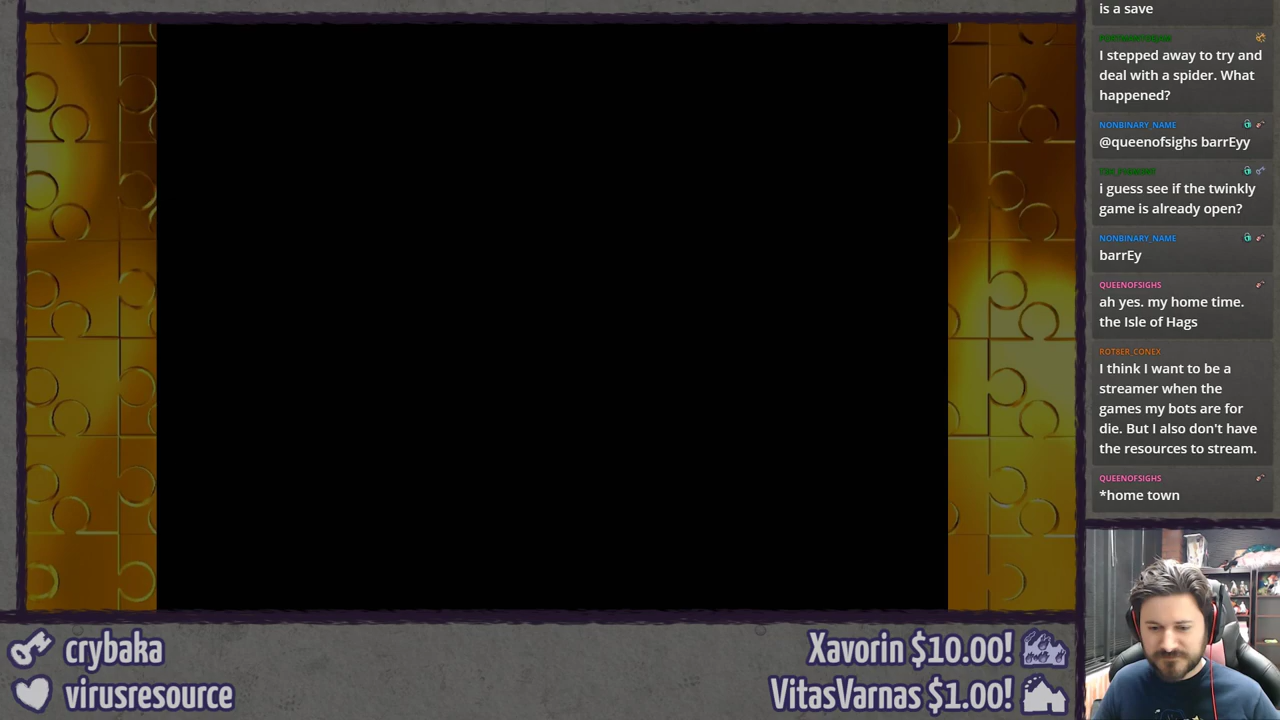 is a save
I stepped away to try and
deal with a spider. What
happened?
NONBINARY_NAME
@queenofsighs barrEyy
i guess see if the twinkly
game is already open?
NONBINARY_NAME
barrEy
QUEENOFSIGHS
ah yes. my home time.
the Isle of Hags
ROT8ER_CONEX
I think I want to be a
streamer when the
games my bots are for
die. But I also don't have
the resources to stream.
QUEENOFSIGHS
*home town
crybaka
virusresource
Xavorin $10.00!
VitasVarnas $1.00!